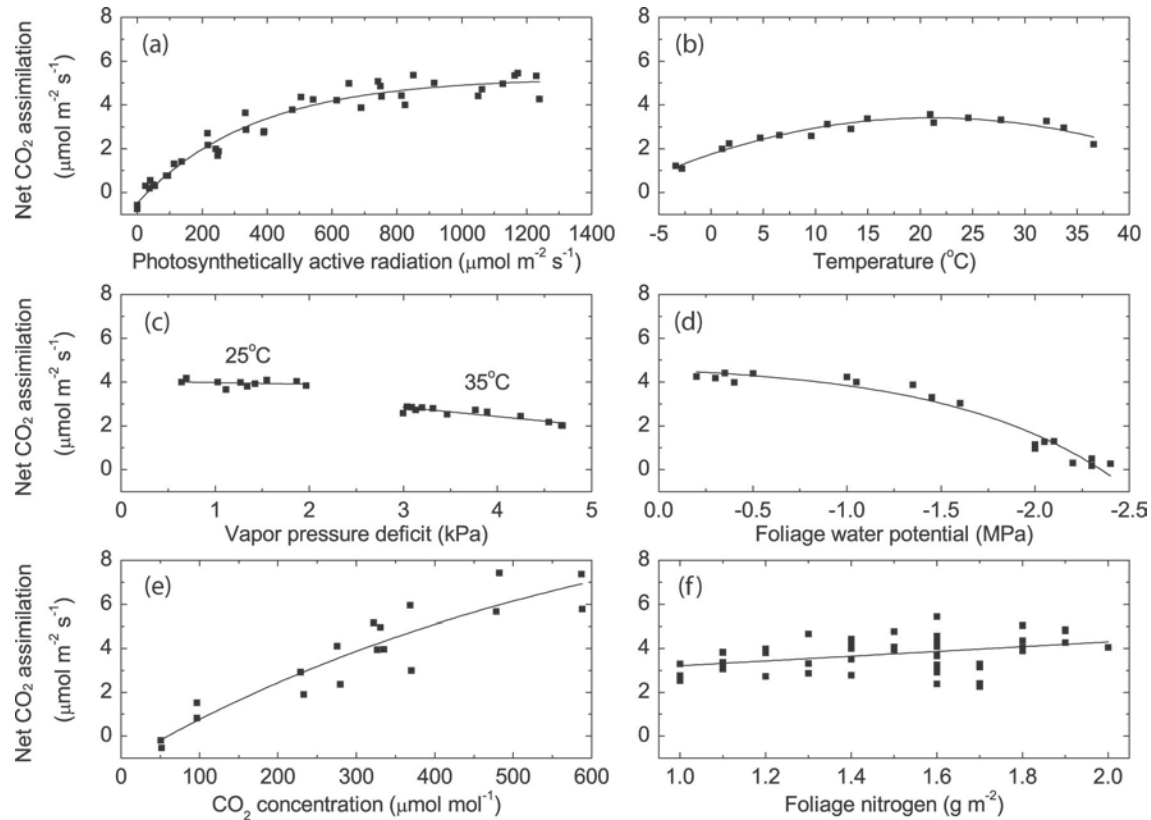 Net CO₂ assimilation
(μmol m⁻² s⁻¹)
8
6
4
2
0
(a)
0 200 400 600 800 1000 1200 1400
Photosynthetically active radiation (μmol m⁻² s⁻¹)
8
6
4
2
0
(b)
-5 0 5 10 15 20 25 30 35 40
Temperature (°C)
Net CO₂ assimilation
(μmol m⁻² s⁻¹)
8
6
4
2
0
(c)
25°C
35°C
0 1 2 3 4 5
Vapor pressure deficit (kPa)
8
6
4
2
0
(d)
0.0 -0.5 -1.0 -1.5 -2.0 -2.5
Foliage water potential (MPa)
Net CO₂ assimilation
(μmol m⁻² s⁻¹)
8
6
4
2
0
(e)
0 100 200 300 400 500 600
CO₂ concentration (μmol mol⁻¹)
8
6
4
2
0
(f)
1.0 1.2 1.4 1.6 1.8 2.0
Foliage nitrogen (g m⁻²)